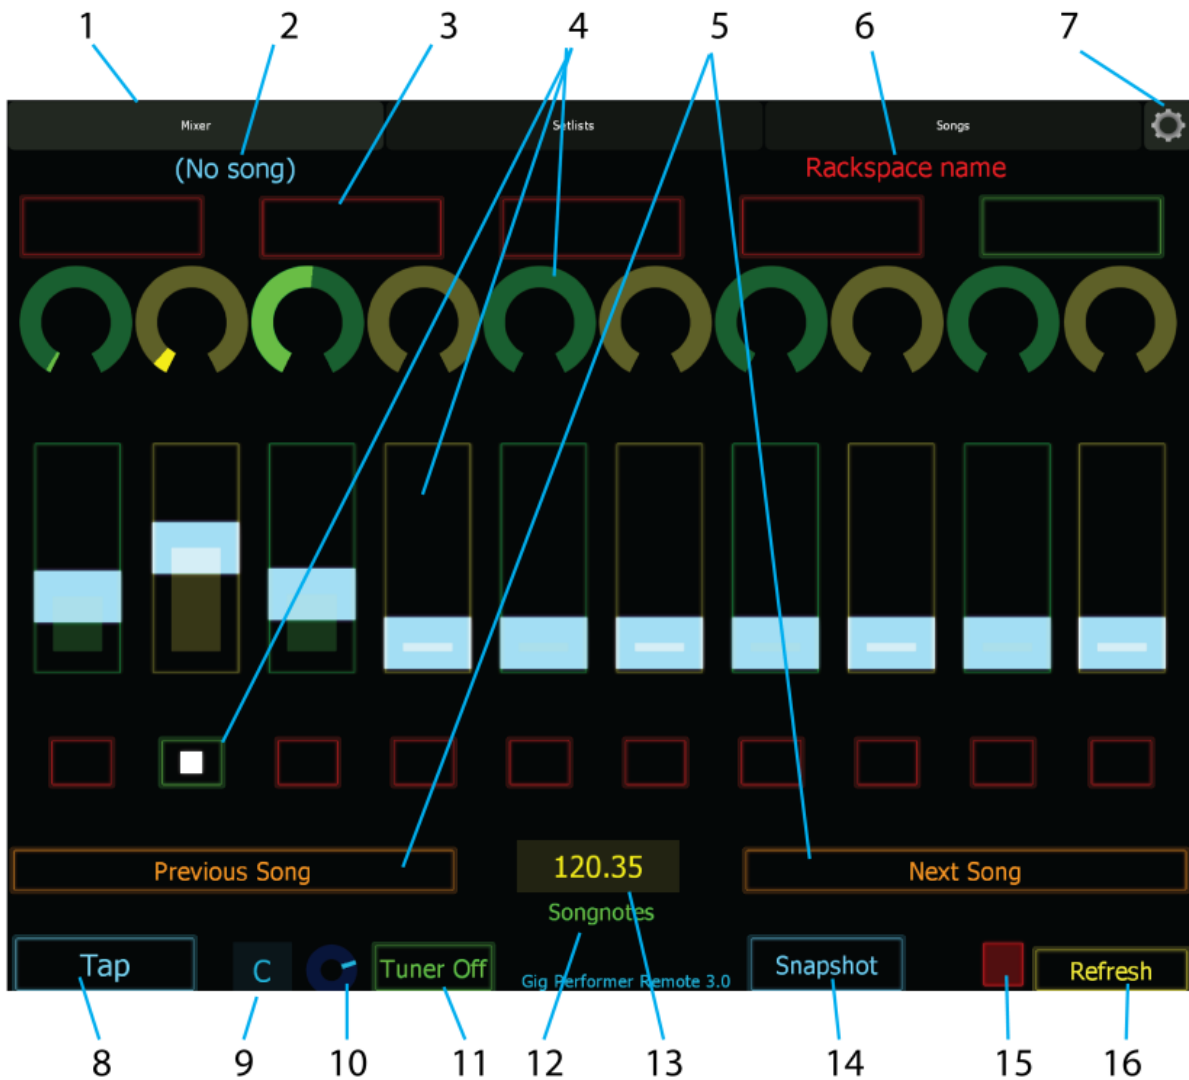 1 2 3 4 5 6 7
Mixer Setlists Songs
(No song) Rackspace name
Previous Song 120.35 Next Song
Songnotes
Tap C Tuner Off Gig Performer Remote 3.0 Snapshot Refresh
8 9 10 11 12 13 14 15 16